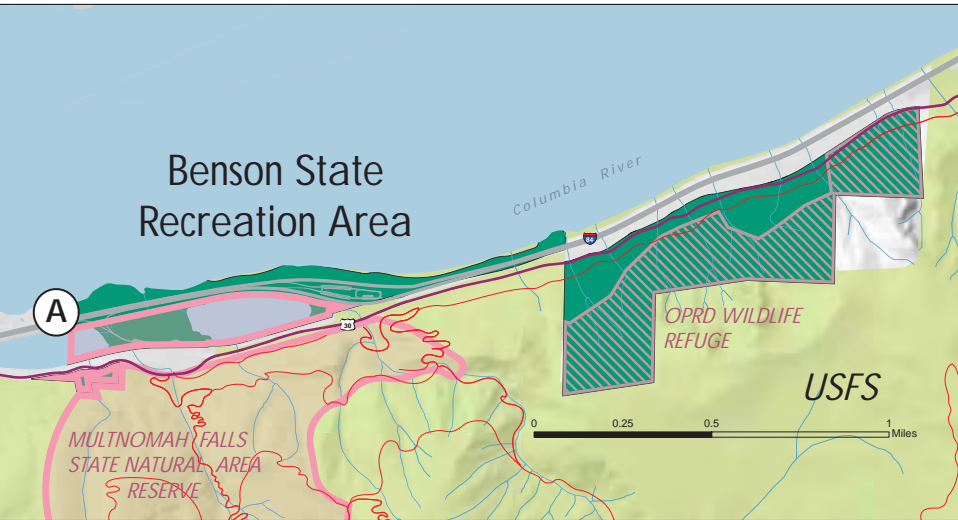 Benson State
Recreation Area
Columbia River
84
A
30
OPRD WILDLIFE
REFUGE
USFS
0 0.25 0.5 1
Miles
MULTNOMAH FALLS
STATE NATURAL AREA
RESERVE